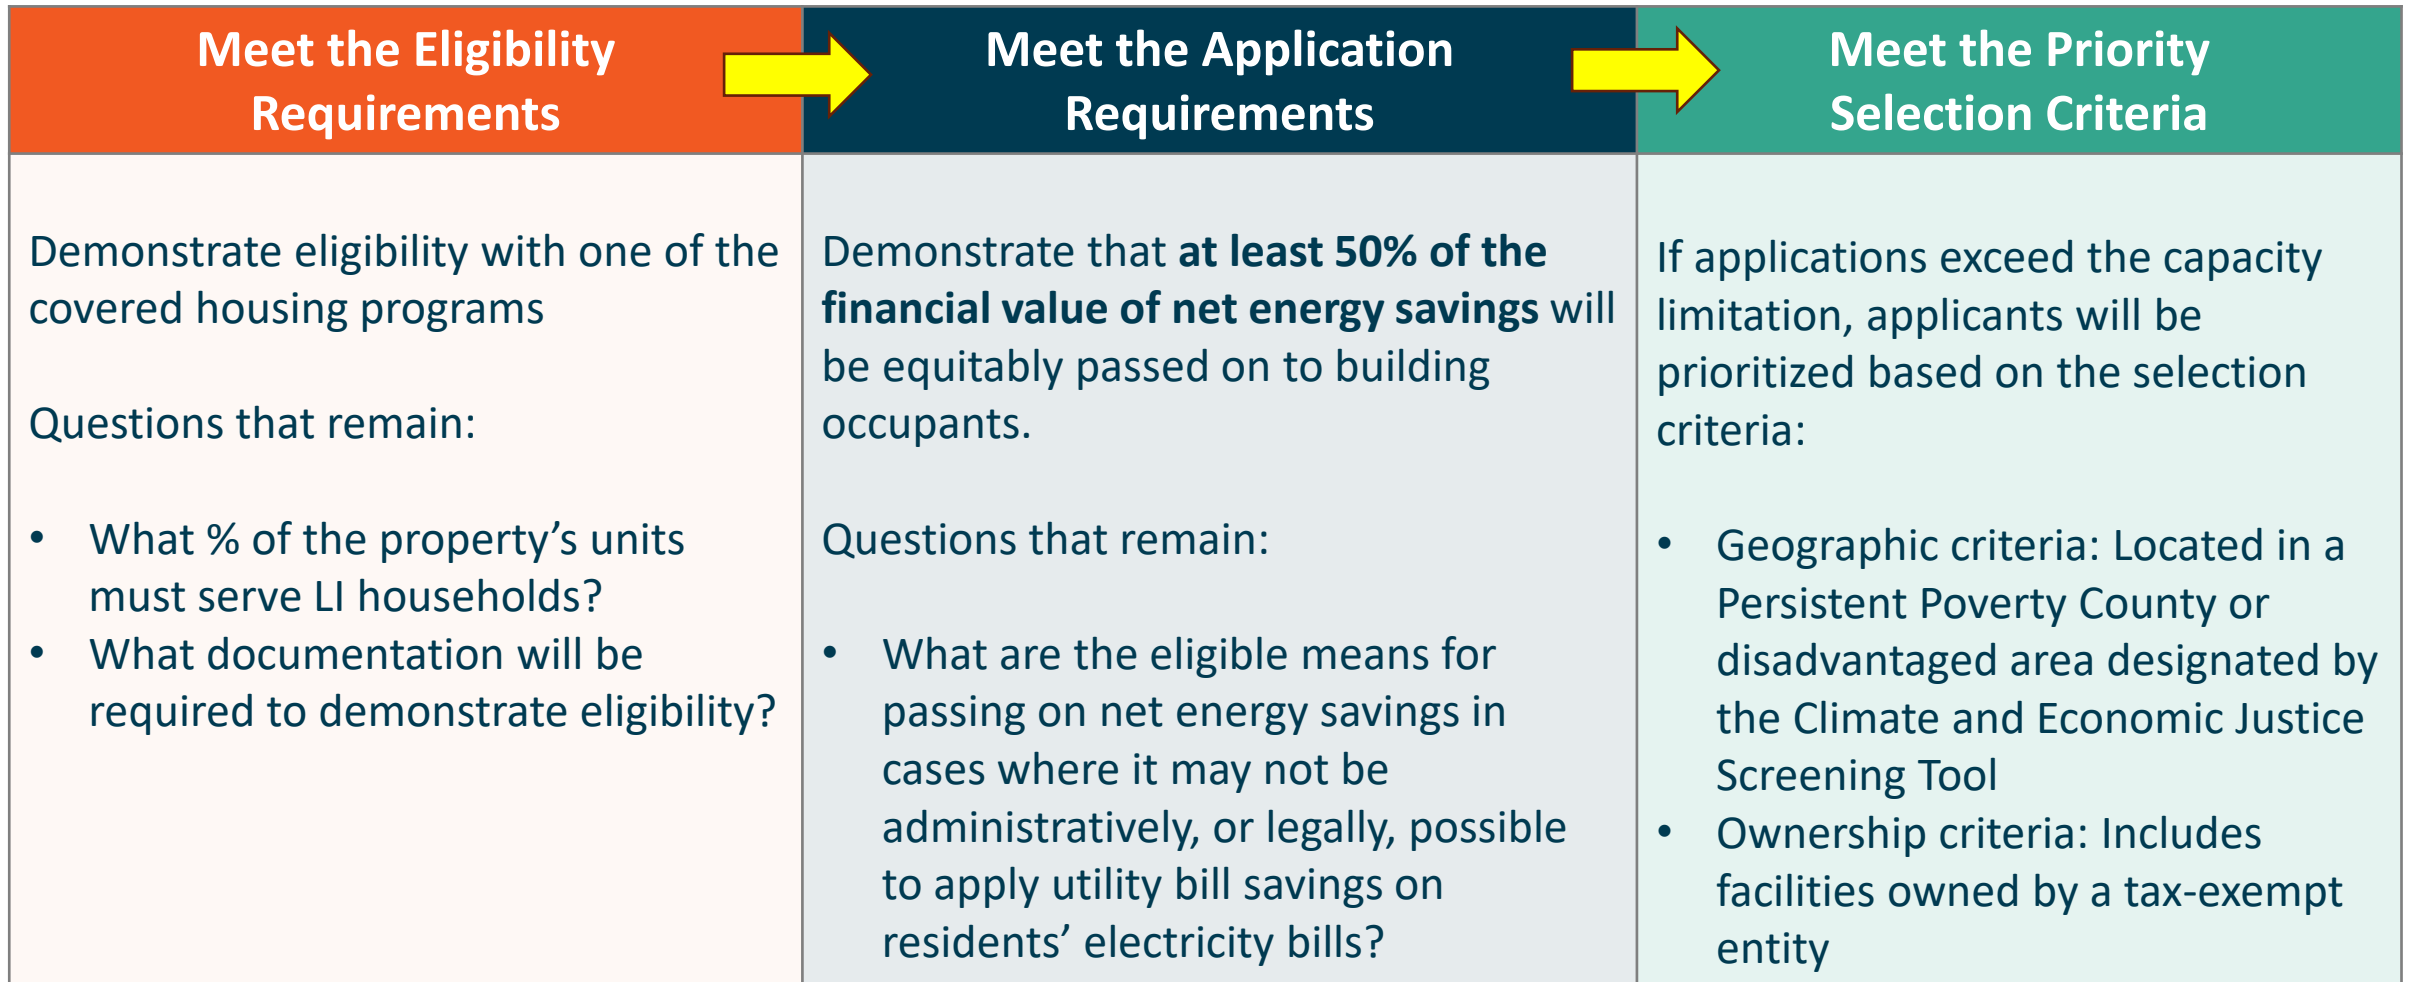 Meet the Eligibility
Requirements
Meet the Application
Requirements
Meet the Priority
Selection Criteria
Demonstrate eligibility with one of the
covered housing programs
Questions that remain:
• What % of the property’s units
must serve LI households?
• What documentation will be
required to demonstrate eligibility?
Demonstrate that at least 50% of the
financial value of net energy savings will
be equitably passed on to building
occupants.
Questions that remain:
• What are the eligible means for
passing on net energy savings in
cases where it may not be
administratively, or legally, possible
to apply utility bill savings on
residents’ electricity bills?
If applications exceed the capacity
limitation, applicants will be
prioritized based on the selection
criteria:
• Geographic criteria: Located in a
Persistent Poverty County or
disadvantaged area designated by
the Climate and Economic Justice
Screening Tool
• Ownership criteria: Includes
facilities owned by a tax-exempt
entity